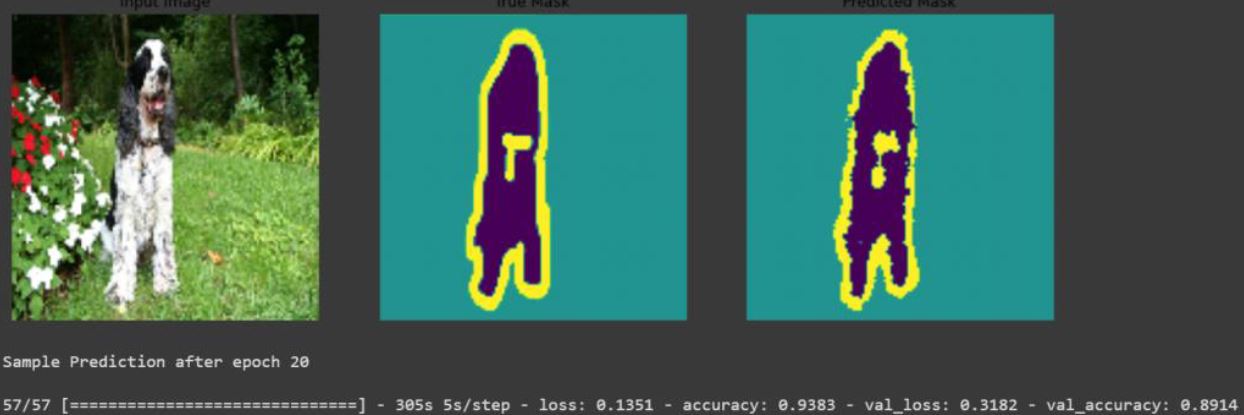 Input Image
True Mask
Predicted Mask
Sample Prediction after epoch 20
57/57 [==============================] - 305s 5s/step - loss: 0.1351 - accuracy: 0.9383 - val_loss: 0.3182 - val_accuracy: 0.8914